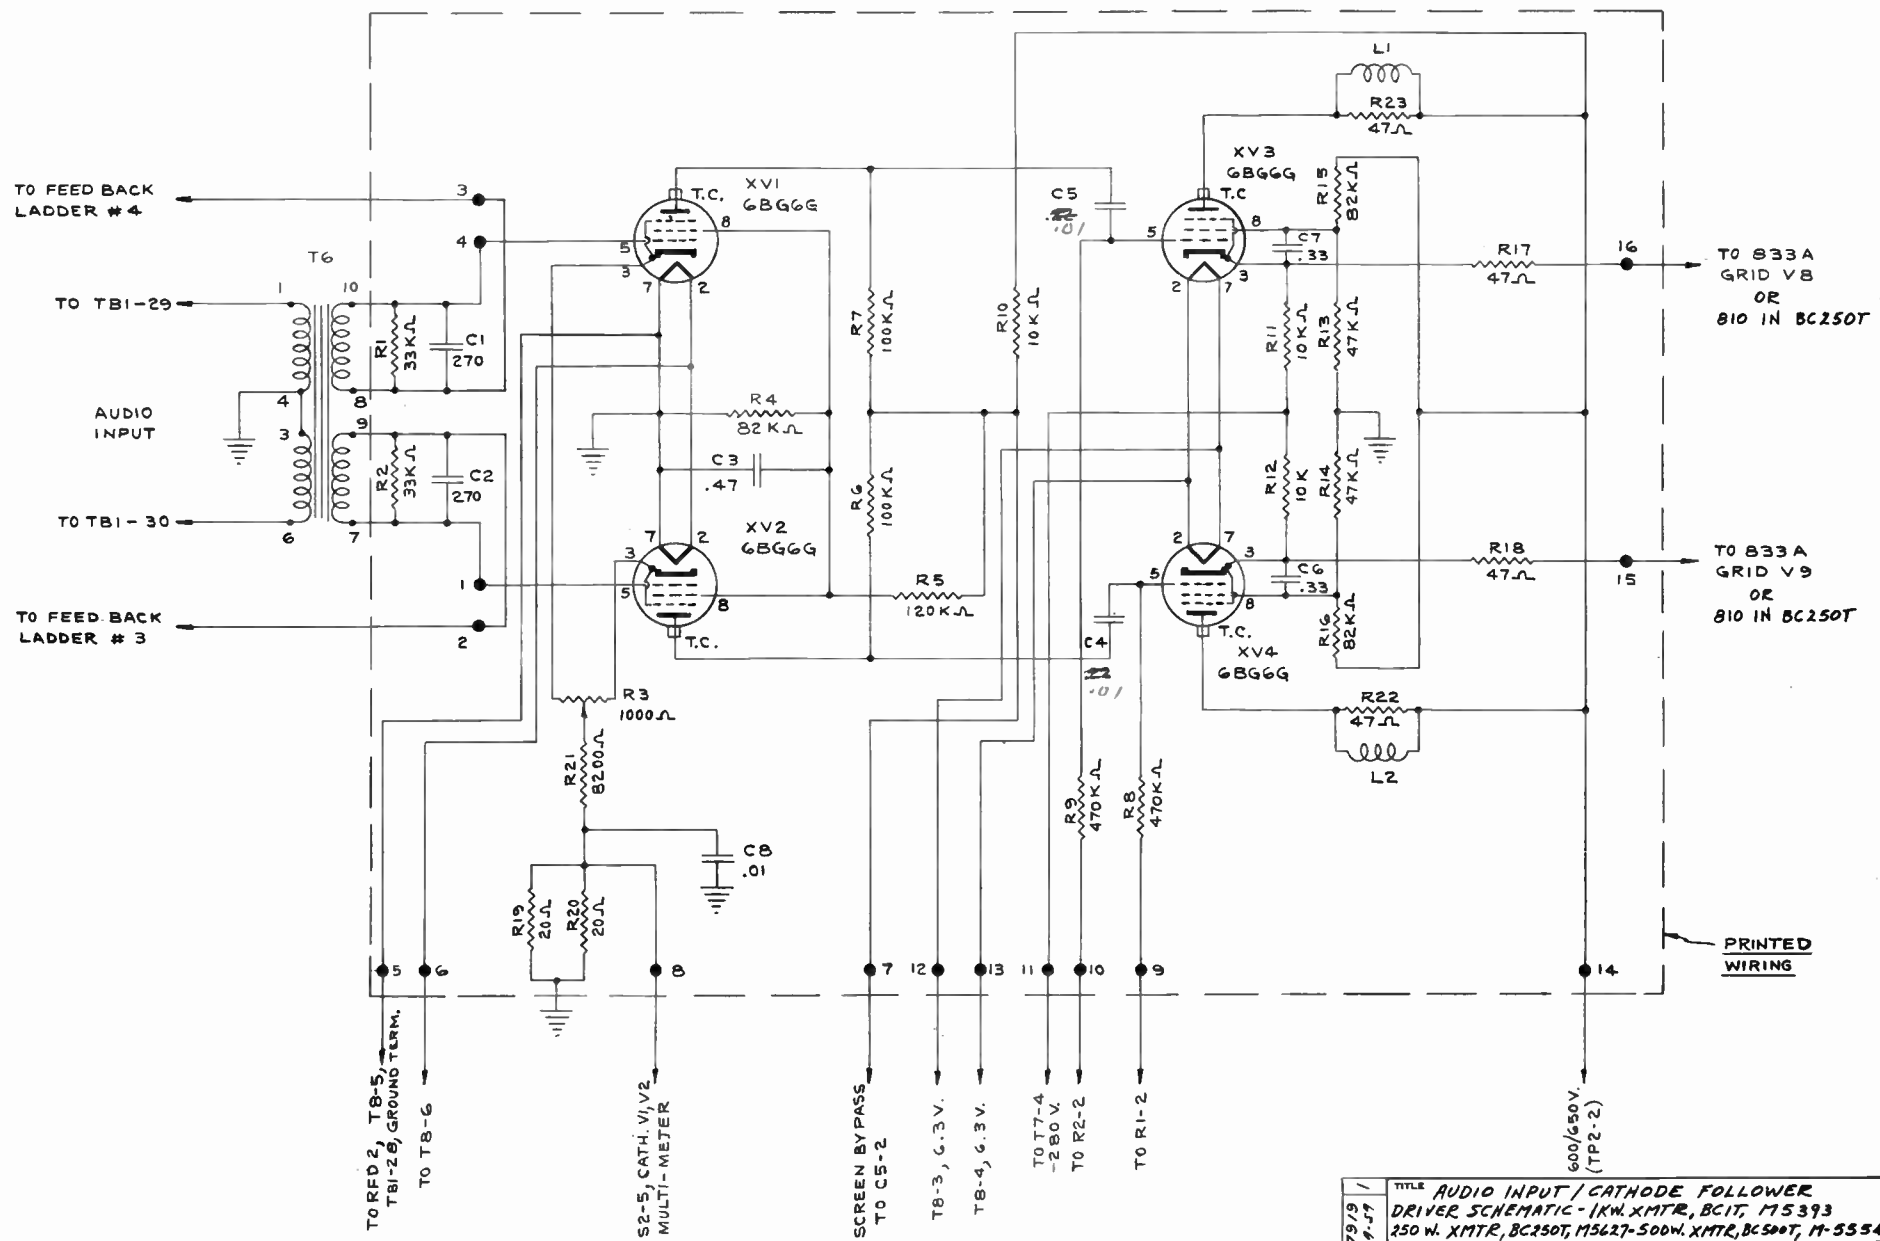 L1
R23
47Ω
XV3
6BG6G
T.C
R15
82KΩ
8
5
3
7
2
C7
.33
R17
47Ω
16
TO 833A
GRID V8
OR
810 IN BC250T
TO FEED BACK
LADDER #4
3
4
XV1
6BG6G
T.C.
8
5
3
7
2
C5
.01
T6
TO TB1-29
1
10
R1
33KΩ
C1
270
4
8
AUDIO
INPUT
3
9
R2
33KΩ
C2
270
TO TB1-30
6
7
R7
100KΩ
R10
10KΩ
R11
10KΩ
R13
47KΩ
R4
82KΩ
C3
.47
R6
100KΩ
R12
10K
R14
47KΩ
XV2
6BG6G
7
2
3
5
8
T.C.
1
2
TO FEED BACK
LADDER # 3
R5
120KΩ
C4
.01
2
7
3
5
8
T.C.
XV4
6BG6G
C6
.33
R16
82KΩ
R18
47Ω
15
TO 833A
GRID V9
OR
810 IN BC250T
R3
1000Ω
R22
47Ω
L2
R21
8200Ω
R9
470KΩ
R8
470KΩ
C8
.01
R19
20Ω
R20
20Ω
PRINTED
WIRING
5
6
8
7
12
13
11
10
9
14
TO RFD2, T8-5,
TB1-28, GROUND TERM.
TO T8-6
S2-5, CATH. V1, V2
MULTI-METER
SCREEN BYPASS
TO C5-2
T8-3, 6.3V.
T8-4, 6.3V.
TO T7-4
-280 V.
TO R2-2
TO R1-2
600/650V.
(TP2-2)
TITLE AUDIO INPUT / CATHODE FOLLOWER
DRIVER SCHEMATIC - 1KW. XMTR, BC1T, M5393
250 W. XMTR, BC250T, M5627-500W. XMTR, BC500T, M-5554